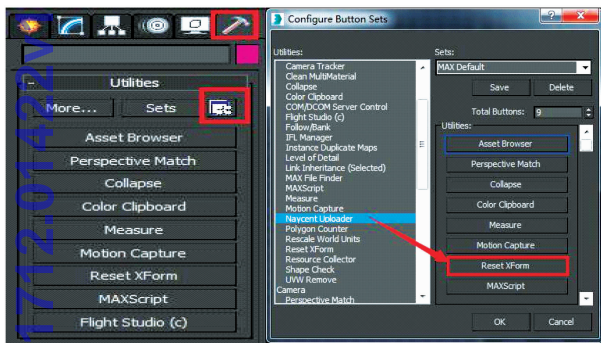 Utilities
More...
Sets
Asset Browser
Perspective Match
Collapse
Color Clipboard
Measure
Motion Capture
Reset XForm
MAXScript
Flight Studio (c)
Configure Button Sets
Utilities:
Camera Tracker
Clean MultiMaterial
Collapse
Color Clipboard
COM/DCOM Server Control
Flight Studio (c)
Follow/Bank
IFL Manager
Instance Duplicate Maps
Level of Detail
Link Inheritance (Selected)
MAX File Finder
MAXScript
Measure
Motion Capture
Naycent Uploader
Polygon Counter
Rescale World Units
Reset XForm
Resource Collector
Shape Check
UVW Remove
Camera
Perspective Match
Sets:
MAX Default
Save
Delete
Total Buttons: 9
Utilities:
Asset Browser
Perspective Match
Collapse
Color Clipboard
Measure
Motion Capture
Reset XForm
MAXScript
OK
Cancel